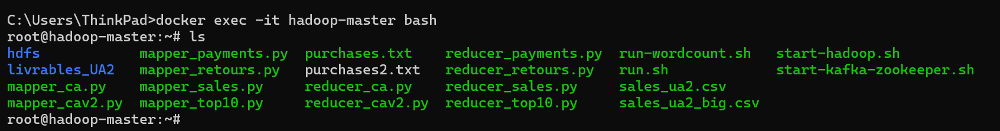 C:\Users\ThinkPad>docker exec -it hadoop-master bash
root@hadoop-master:~# ls
hdfs mapper_payments.py purchases.txt reducer_payments.py run-wordcount.sh start-hadoop.sh
livrables_UA2 mapper_retours.py purchases2.txt reducer_retours.py run.sh start-kafka-zookeeper.sh
mapper_ca.py mapper_sales.py reducer_ca.py reducer_sales.py sales_ua2.csv
mapper_cav2.py mapper_top10.py reducer_cav2.py reducer_top10.py sales_ua2_big.csv
root@hadoop-master:~#